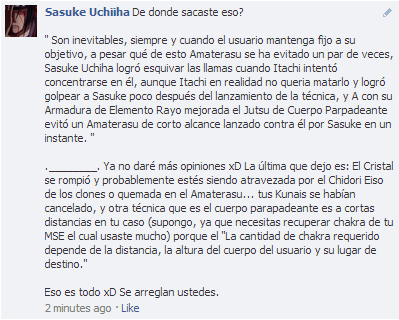 Sasuke Uchiiha De donde sacaste eso?
" Son inevitables, siempre y cuando el usuario mantenga fijo a su
objetivo, a pesar qué de esto Amaterasu se ha evitado un par de veces,
Sasuke Uchiha logró esquivar las llamas cuando Itachi intentó
concentrarse en él, aunque Itachi en realidad no queria matarlo y logró
golpear a Sasuke poco después del lanzamiento de la técnica, y A con su
Armadura de Elemento Rayo mejorada el Jutsu de Cuerpo Parpadeante
evitó un Amaterasu de corto alcance lanzado contra él por Sasuke en un
instante. "
.________. Ya no daré más opiniones xD La última que dejo es: El Cristal
se rompió y probablemente estés siendo atravezada por el Chidori Eiso
de los clones o quemada en el Amaterasu... tus Kunais se habían
cancelado, y otra técnica que es el cuerpo parapadeante es a cortas
distancias en tu caso (supongo, ya que necesitas recuperar chakra de tu
MSE el cual usaste mucho) porque el "La cantidad de chakra requerido
depende de la distancia, la altura del cuerpo del usuario y su lugar de
destino."
Eso es todo xD Se arreglan ustedes.
2 minutes ago · Like